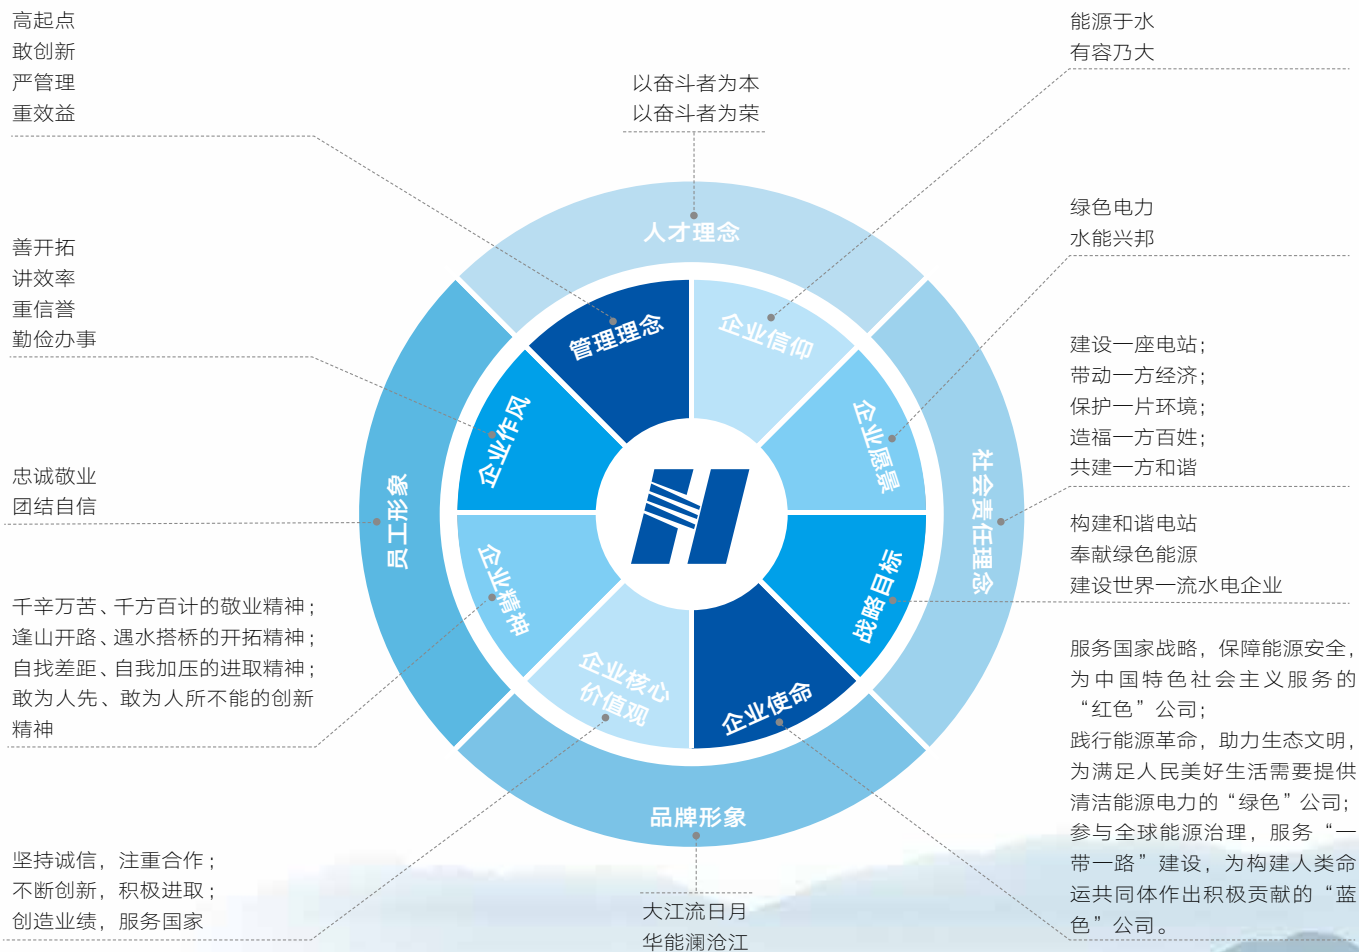 高起点
敢创新
严管理
重效益
善开拓
讲效率
重信誉
勤俭办事
忠诚敬业
团结自信
千辛万苦、千方百计的敬业精神；
逢山开路、遇水搭桥的开拓精神；
自找差距、自我加压的进取精神；
敢为人先、敢为人所不能的创新
精神
坚持诚信，注重合作；
不断创新，积极进取；
创造业绩，服务国家
以奋斗者为本
以奋斗者为荣
人才理念
管理理念
企业信仰
企业作风
企业愿景
员工形象
社会责任理念
企业精神
战略目标
企业核心
价值观
企业使命
品牌形象
大江流日月
华能澜沧江
能源于水
有容乃大
绿色电力
水能兴邦
建设一座电站；
带动一方经济；
保护一片环境；
造福一方百姓；
共建一方和谐
构建和谐电站
奉献绿色能源
建设世界一流水电企业
服务国家战略，保障能源安全，
为中国特色社会主义服务的
“红色”公司；
践行能源革命，助力生态文明，
为满足人民美好生活需要提供
清洁能源电力的“绿色”公司；
参与全球能源治理，服务“一
带一路”建设，为构建人类命
运共同体作出积极贡献的“蓝
色”公司。